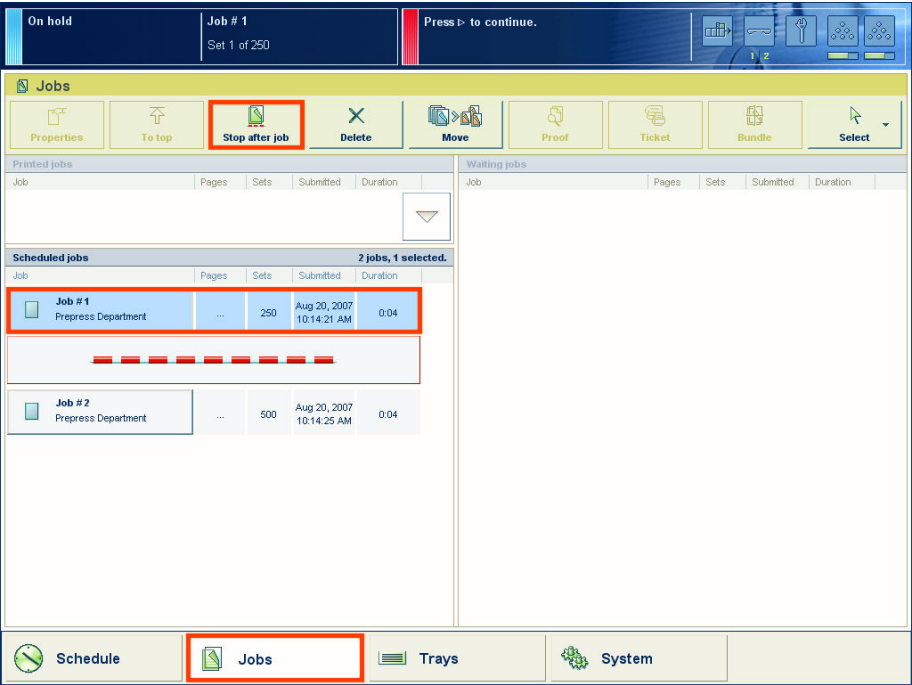 On hold
Job # 1
Set 1 of 250
Press ▷ to continue.
1 2
Jobs
Properties
To top
Stop after job
Delete
Move
Proof
Ticket
Bundle
Select
Printed jobs
Job Pages Sets Submitted Duration
Waiting jobs
Job Pages Sets Submitted Duration
Scheduled jobs 2 jobs, 1 selected.
Job Pages Sets Submitted Duration
Job # 1
Prepress Department
... 250
Aug 20, 2007
10:14:21 AM
0:04
Job # 2
Prepress Department
... 500
Aug 20, 2007
10:14:25 AM
0:04
Schedule
Jobs
Trays
System